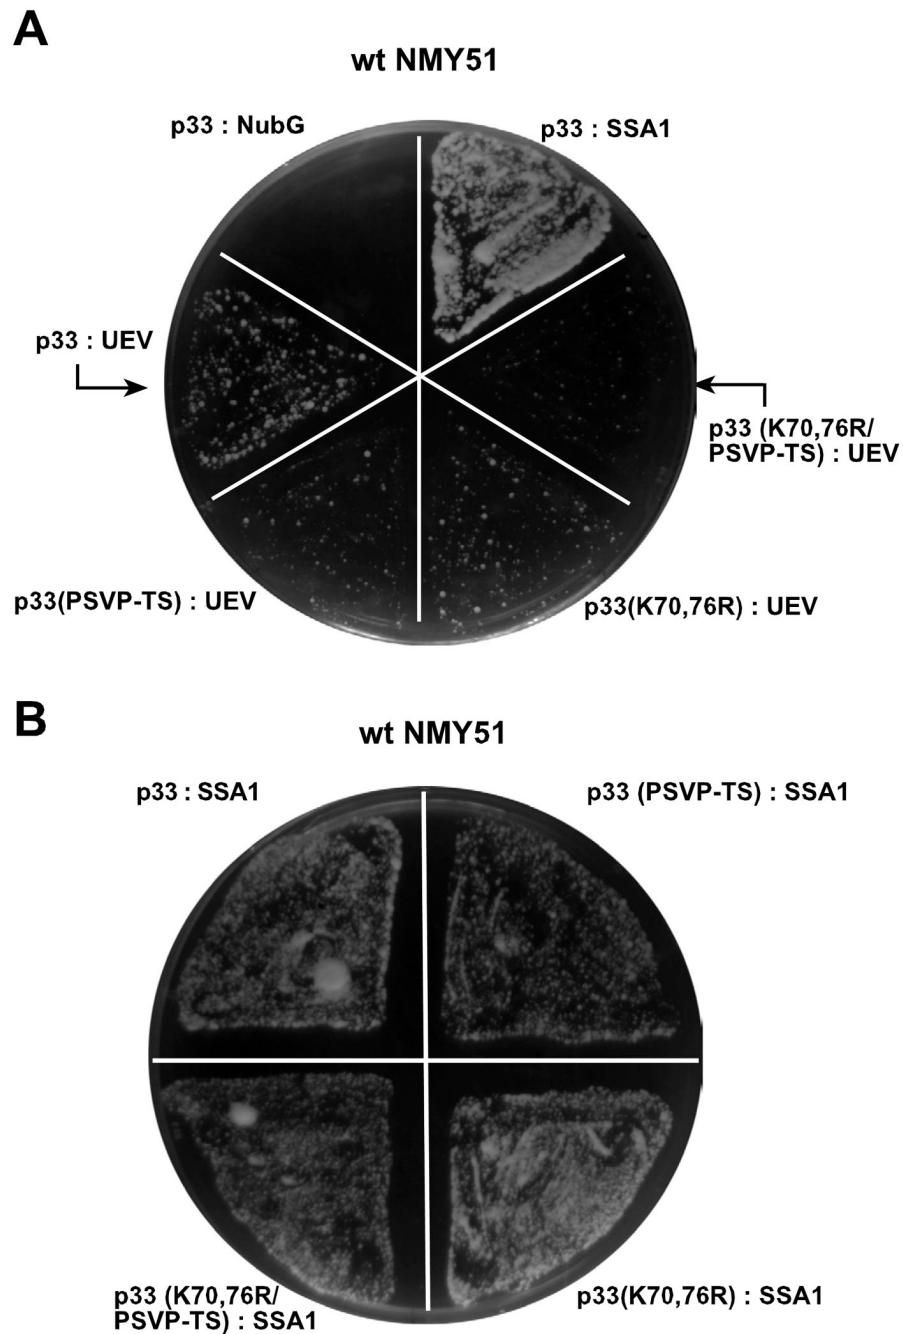 A
wt NMY51
p33 : NubG
p33 : SSA1
p33 : UEV
p33 (K70,76R/
PSVP-TS) : UEV
p33(PSVP-TS) : UEV
p33(K70,76R) : UEV
B
wt NMY51
p33 : SSA1
p33 (PSVP-TS) : SSA1
p33 (K70,76R/
PSVP-TS) : SSA1
p33(K70,76R) : SSA1